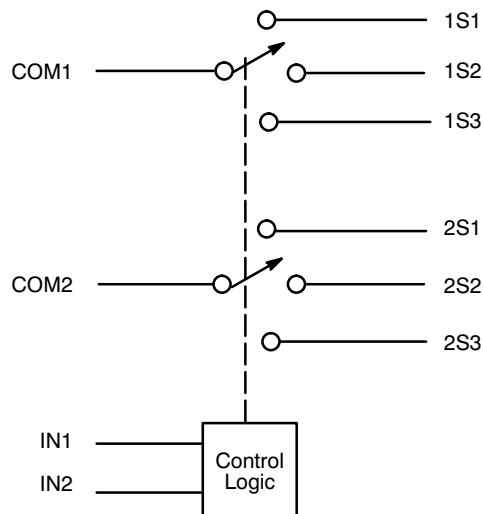 1S1
COM1
1S2
1S3
2S1
COM2
2S2
2S3
IN1
IN2
Control
Logic